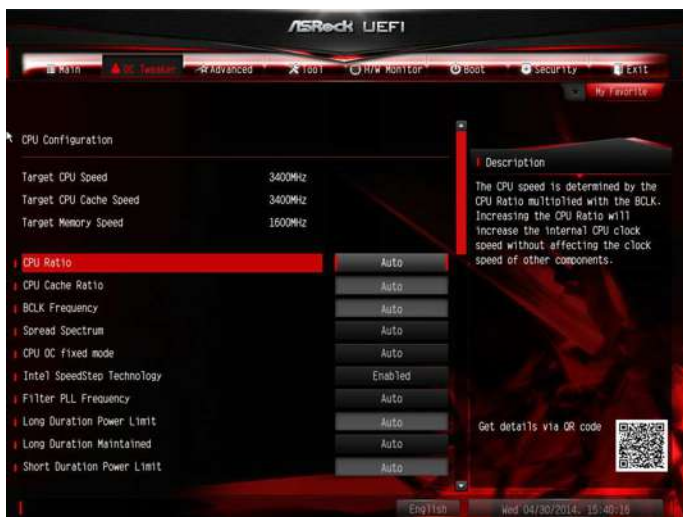 ASRock UEFI
Main OC Tweaker Advanced Tool H/W Monitor Boot Security Exit
My Favorite
CPU Configuration
Target CPU Speed 3400MHz
Target CPU Cache Speed 3400MHz
Target Memory Speed 1600MHz
CPU Ratio Auto
CPU Cache Ratio Auto
BCLK Frequency Auto
Spread Spectrum Auto
CPU OC fixed mode Auto
Intel SpeedStep Technology Enabled
Filter PLL Frequency Auto
Long Duration Power Limit Auto
Long Duration Maintained Auto
Short Duration Power Limit Auto
Description
The CPU speed is determined by the
CPU Ratio multiplied with the BCLK.
Increasing the CPU Ratio will
increase the internal CPU clock
speed without affecting the clock
speed of other components.
Get details via QR code
English
Wed 04/30/2014, 15:40:16